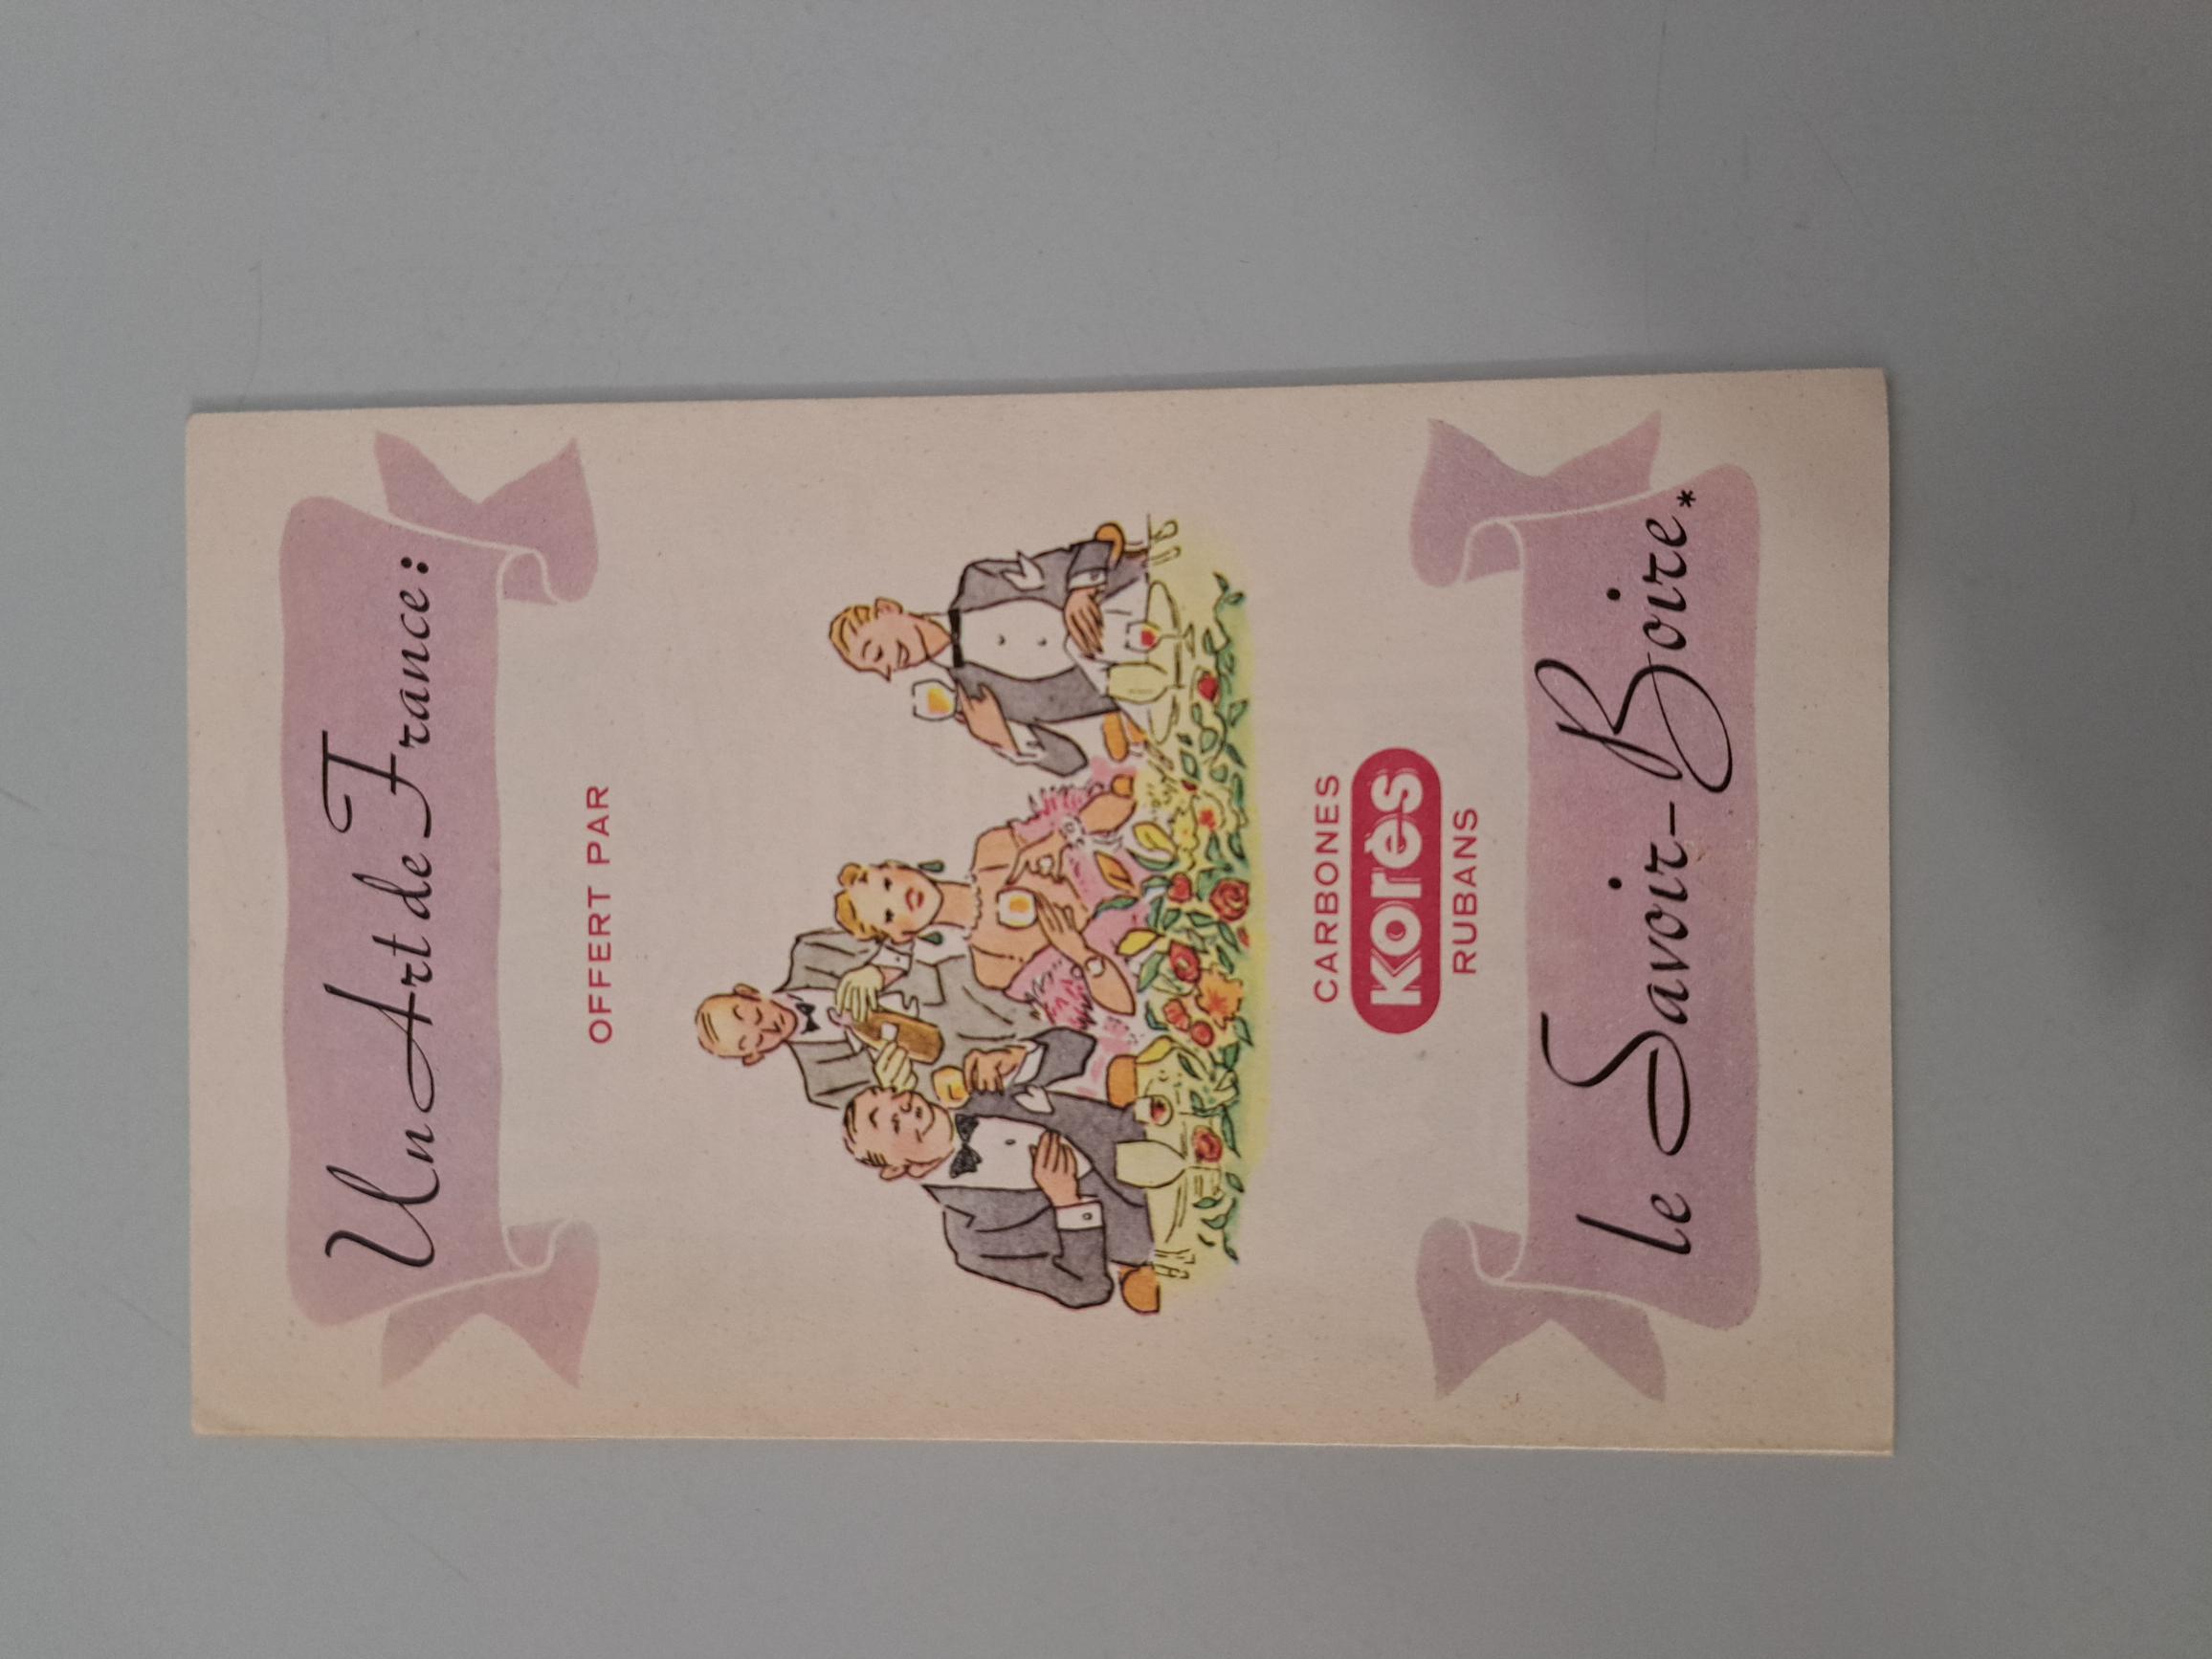 Un Art de France:
OFFERT PAR
CARBONES
Korès
RUBANS
le Savoir-Boire.*